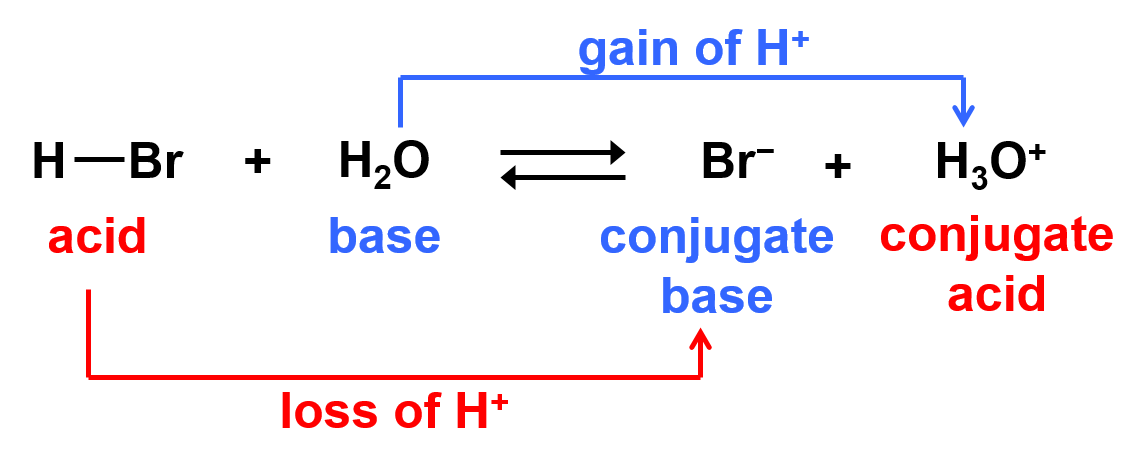 gain of H⁺
H—Br + H₂O ⇌ Br⁻ + H₃O⁺
acid base conjugate base conjugate acid
loss of H⁺